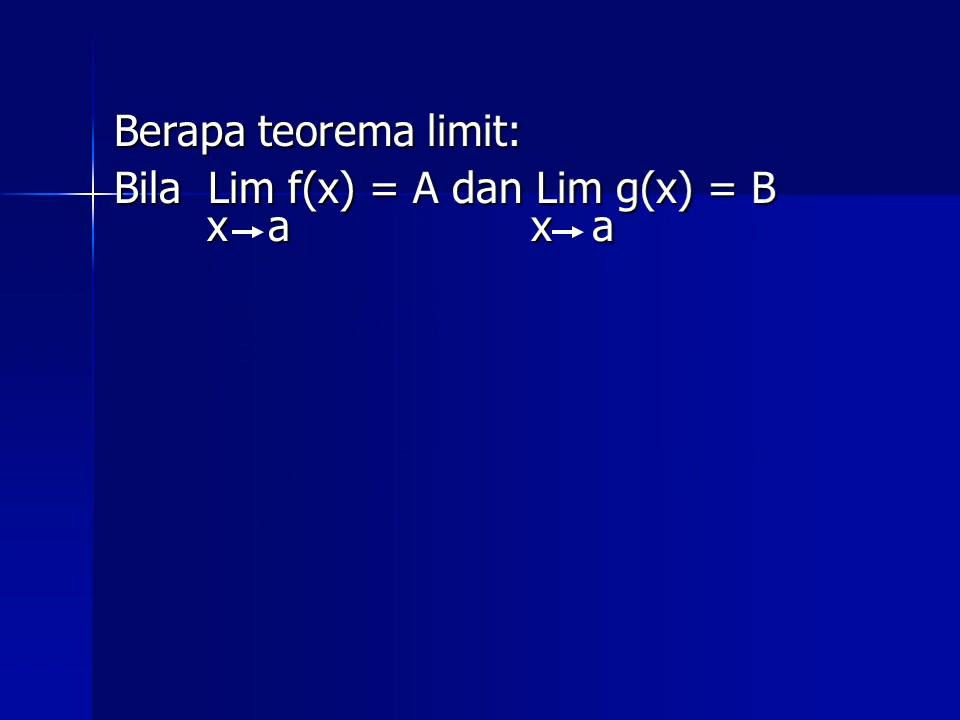 Berapa teorema limit:
Bila Lim f(x) = A dan Lim g(x) = B
x → a x → a